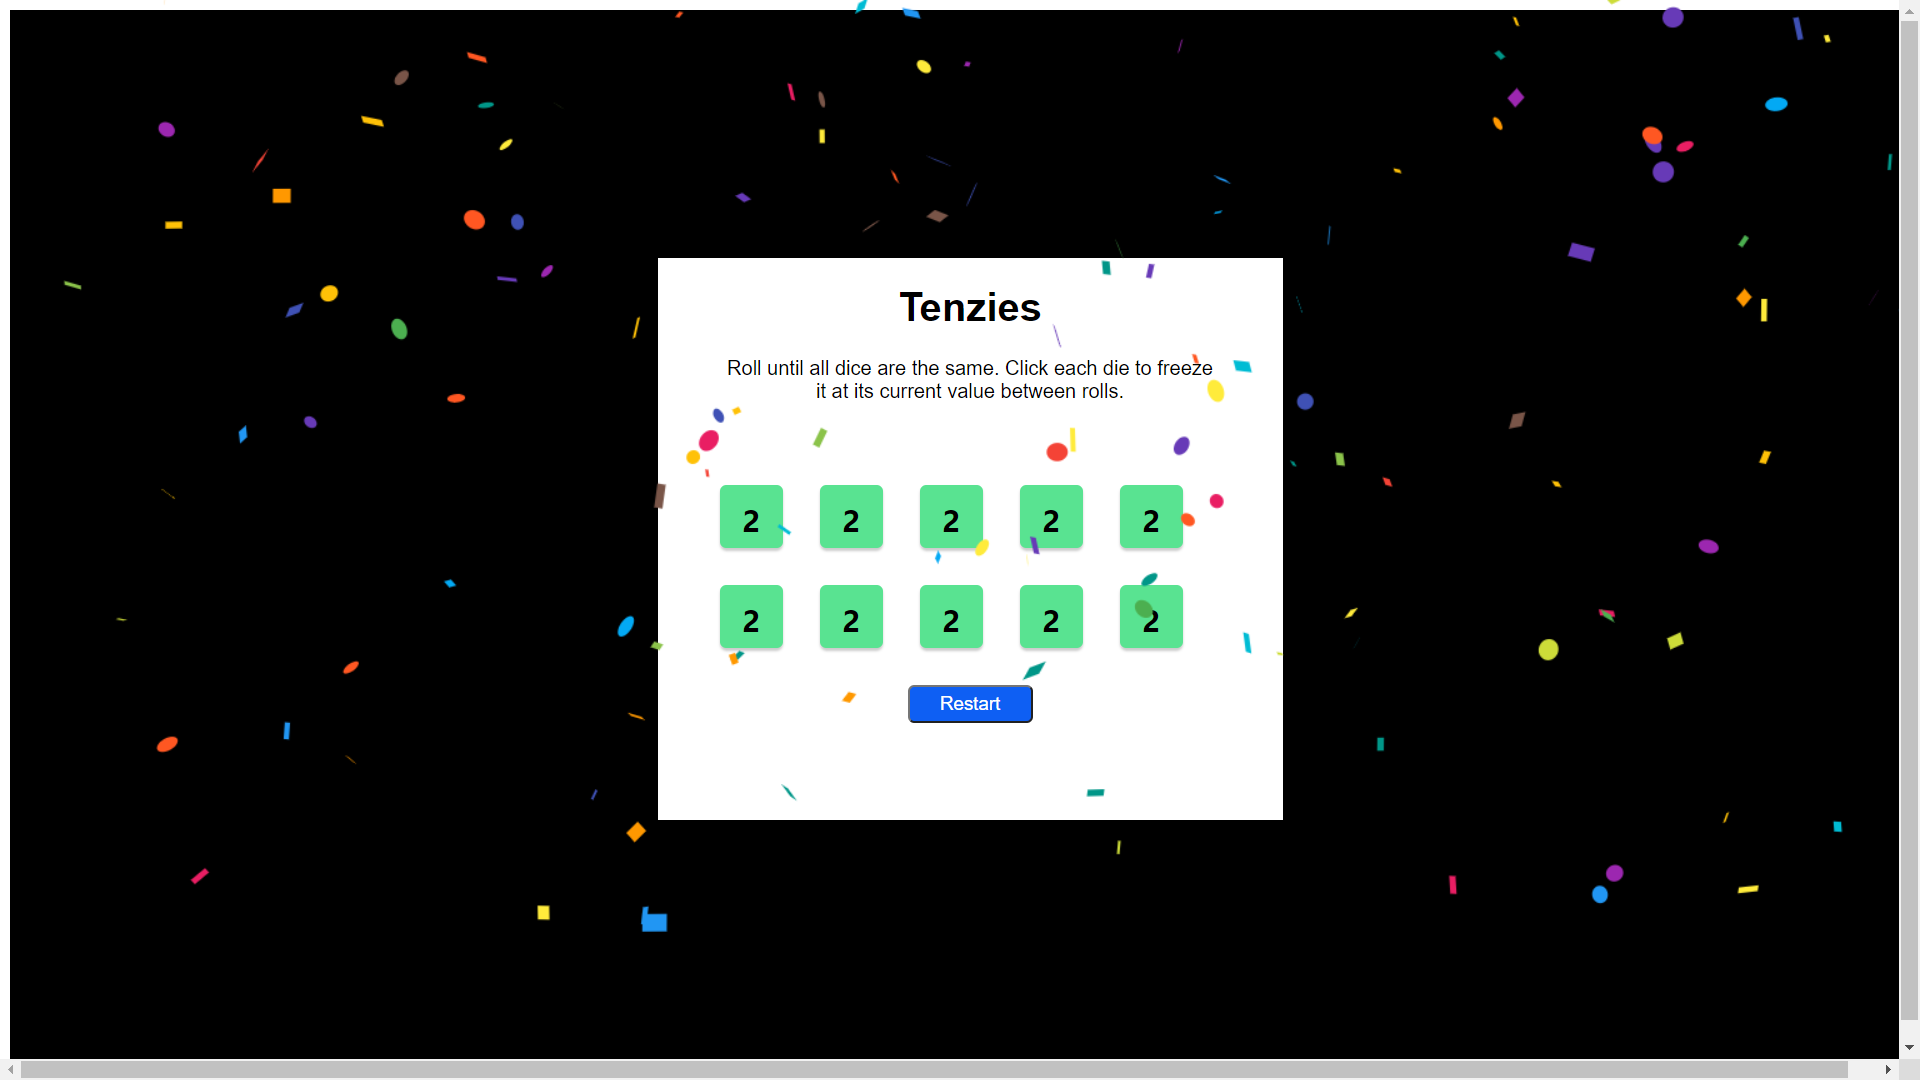 Tenzies
Roll until all dice are the same. Click each die to freeze
it at its current value between rolls.
2 2 2 2 2
2 2 2 2 2
Restart